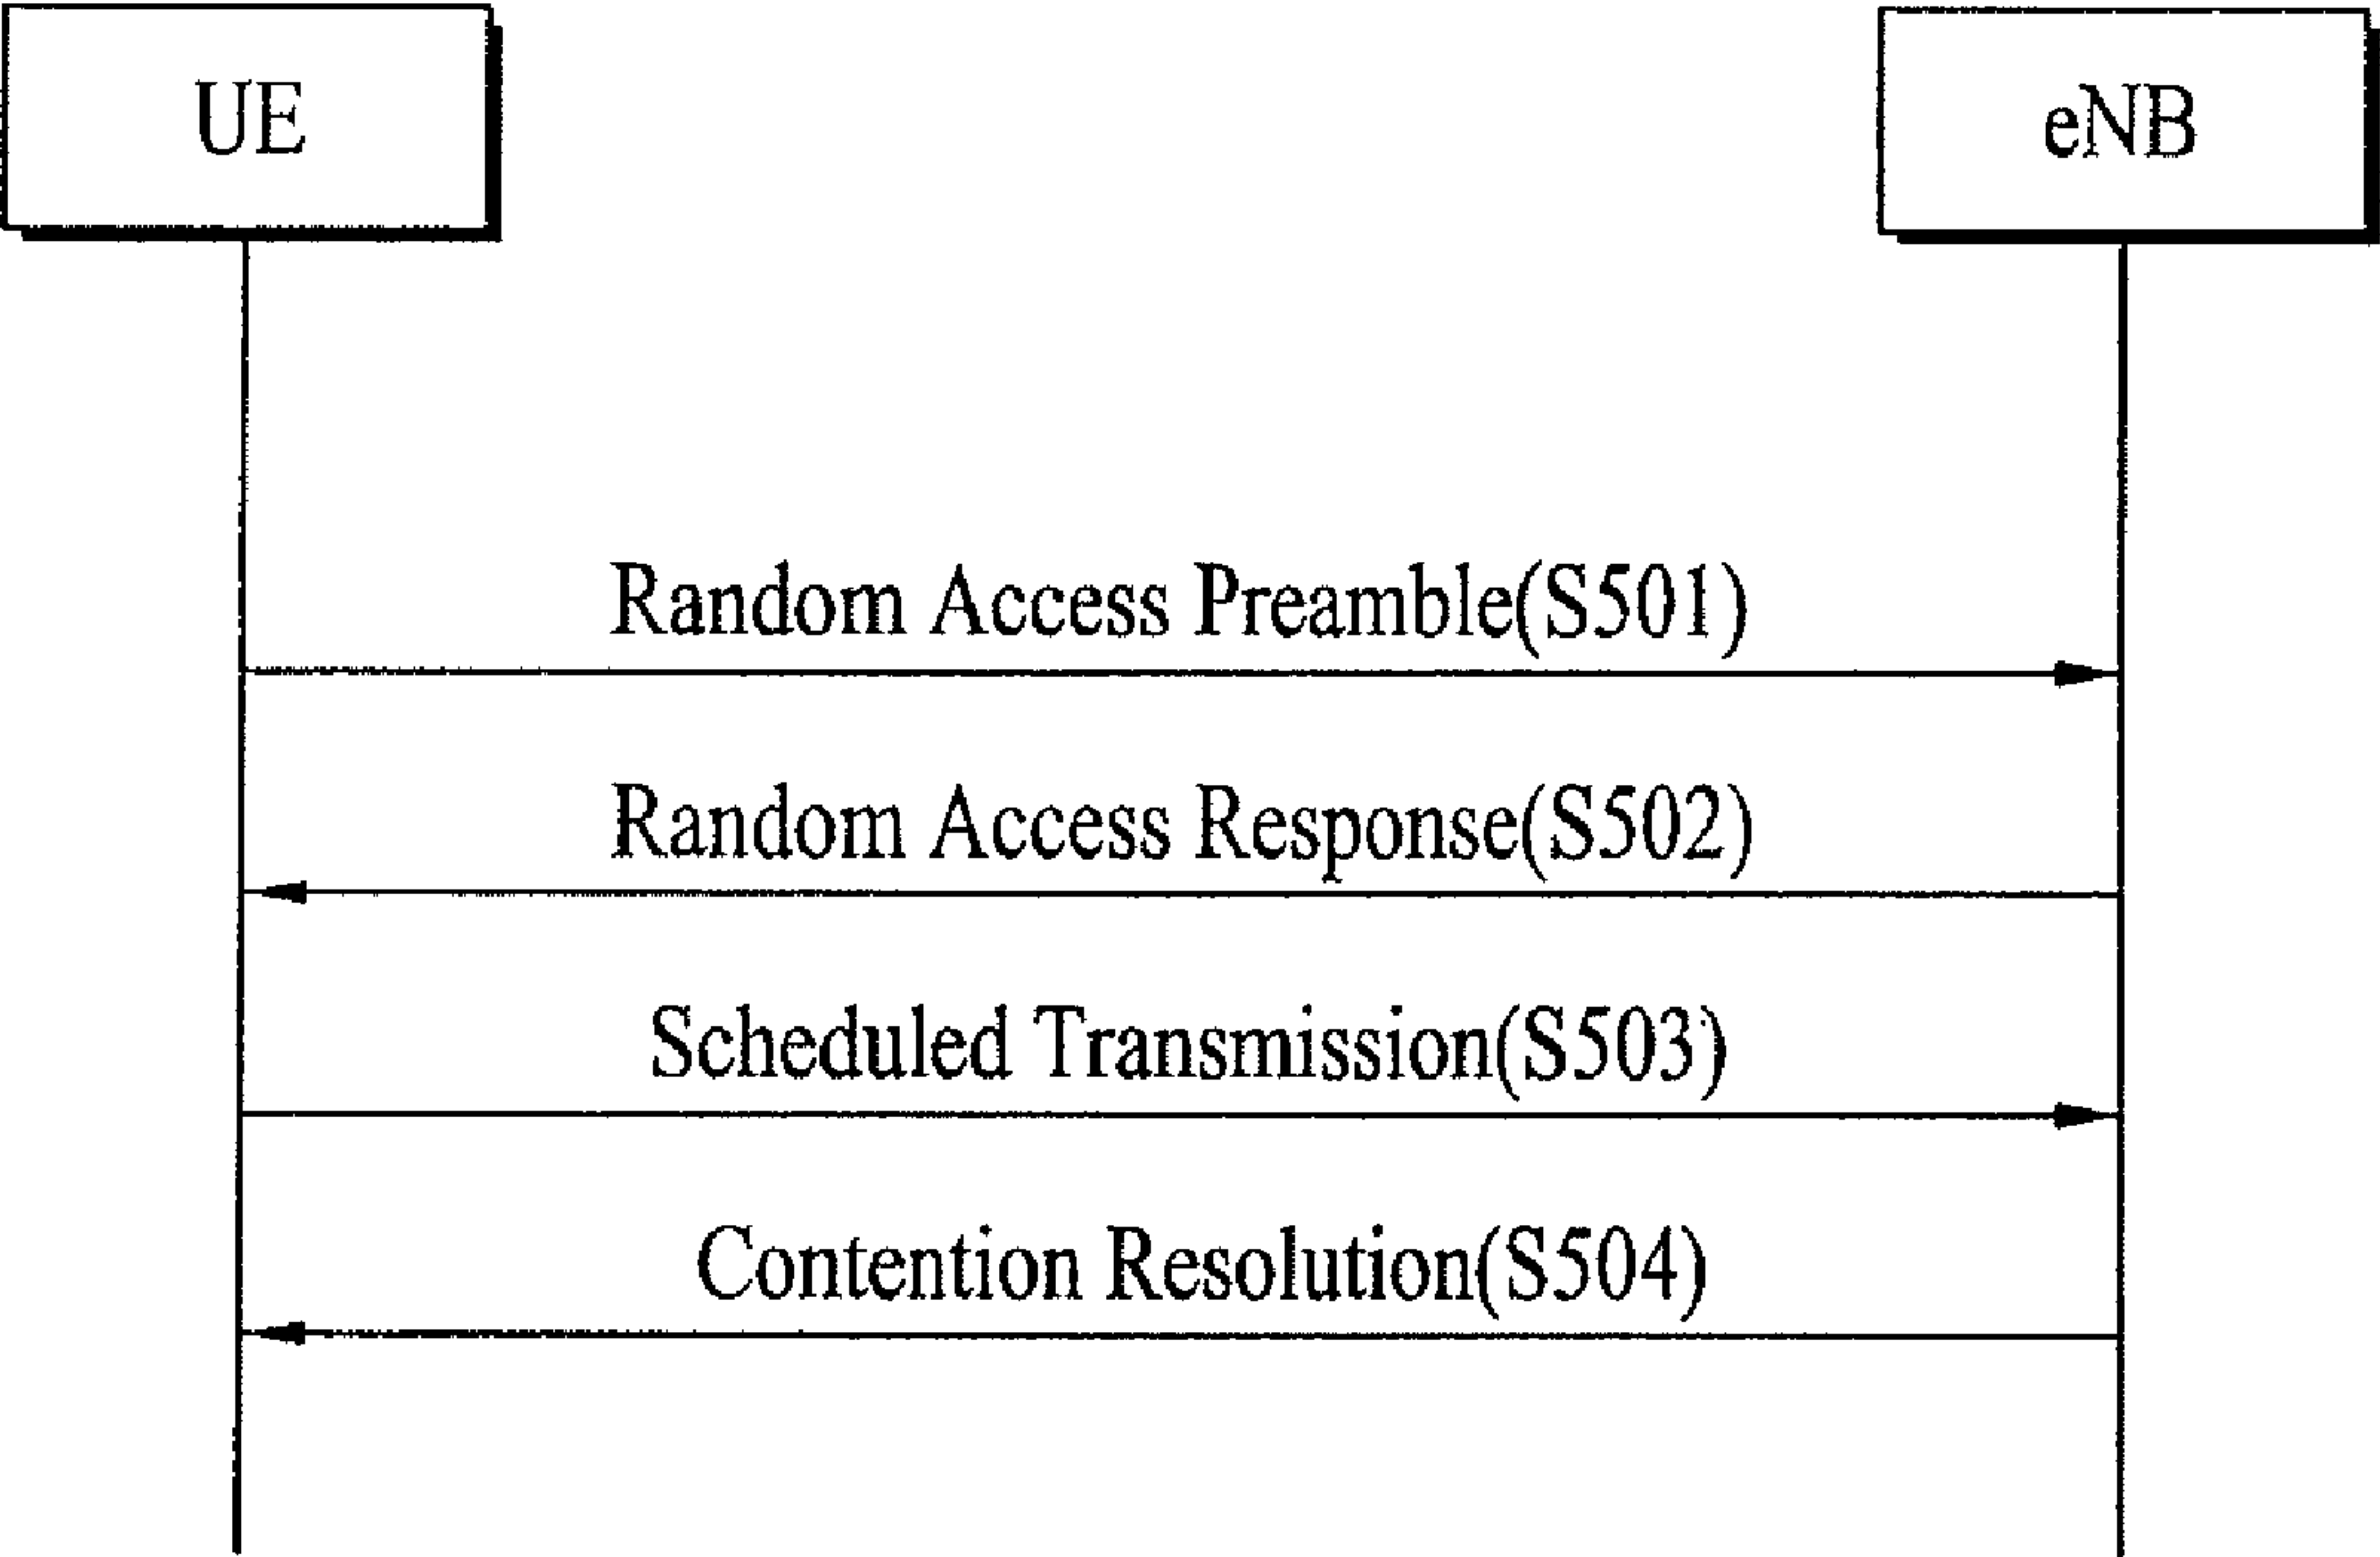 UE
eNB
Random Access Preamble(S501)
Random Access Response(S502)
Scheduled Transmission(S503)
Contention Resolution(S504)